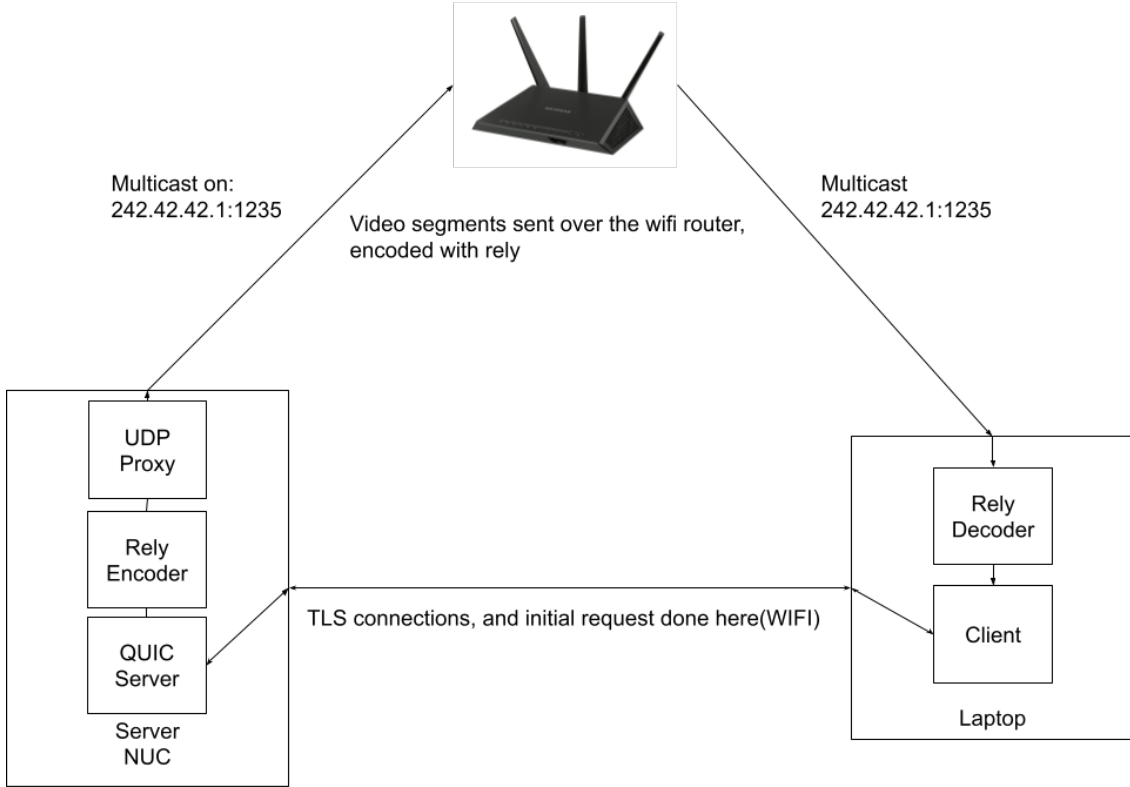 Multicast on:
242.42.42.1:1235
Multicast
242.42.42.1:1235
Video segments sent over the wifi router,
encoded with rely
UDP
Proxy
Rely
Encoder
QUIC
Server
Server
NUC
TLS connections, and initial request done here(WIFI)
Rely
Decoder
Client
Laptop